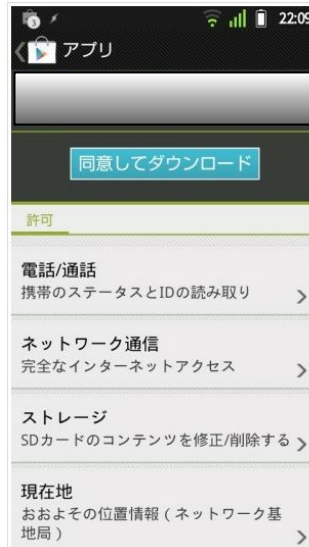 22:09
アプリ
同意してダウンロード
許可
電話/通話
携帯のステータスとIDの読み取り
ネットワーク通信
完全なインターネットアクセス
ストレージ
SDカードのコンテンツを修正/削除する
現在地
おおよその位置情報(ネットワーク基
地局)